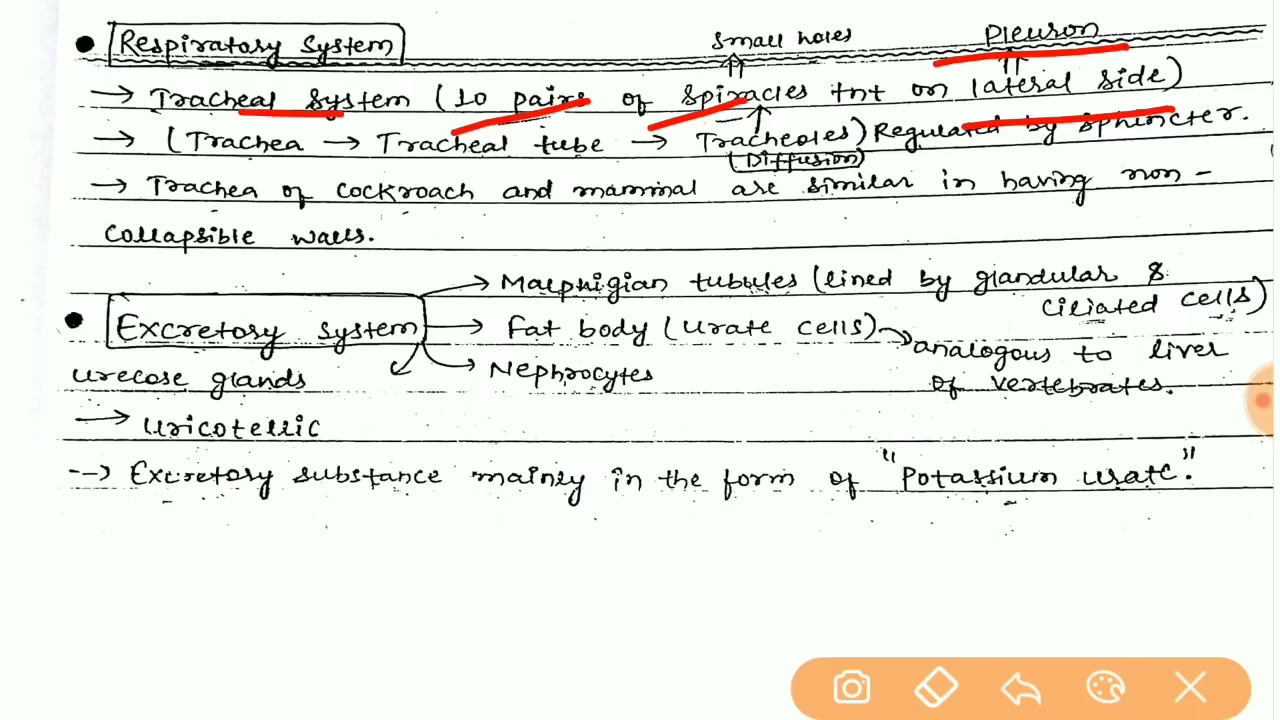 small holes Pleuron
Respiratory System
→ Tracheal System (10 pairs of spiracles tnt on lateral side)
→ (Trachea → Tracheal tube → Tracheoles) Regulated by sphincter.
(Diffusion)
→ Trachea of cockroach and mammal are similar in having non-
collapsible walls.
→ Malphigian tubules (lined by glandular &
ciliated cells)
Excretory system → Fat body (urate cells)
analogous to liver
of vertebrates.
→ Nephrocytes
urecose glands
→ Uricotellic
--> Excretory substance mainly in the form of "Potassium urate."